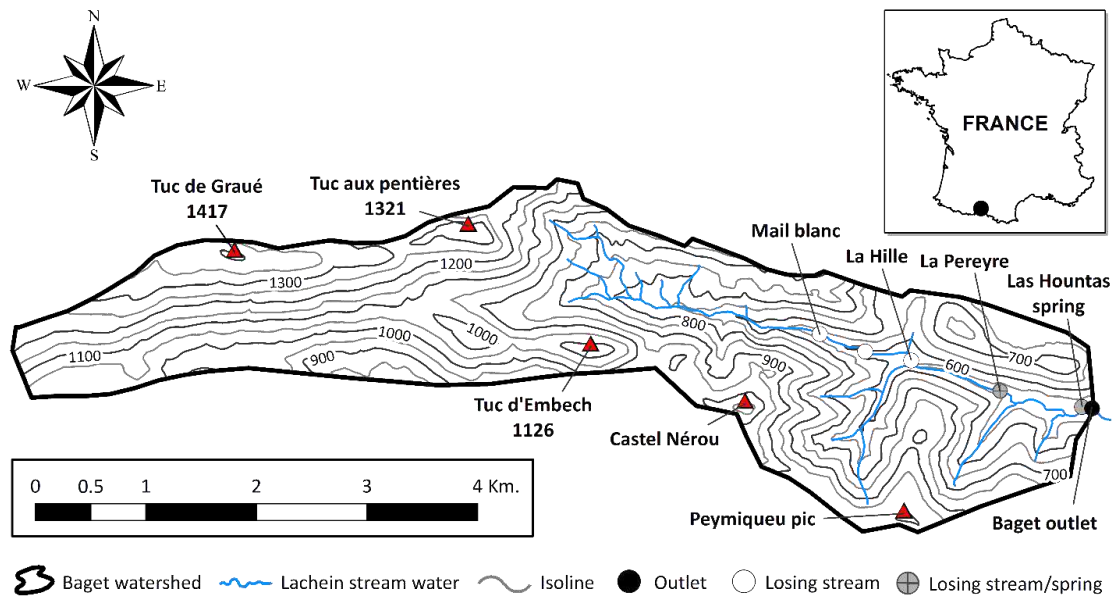 N
W
E
S
FRANCE
Tuc de Graué
1417
Tuc aux pentières
1321
Mail blanc
La Hille
La Pereyre
Las Hountas
spring
1300
1200
1100
1000
1000
900
800
900
600
700
700
Tuc d'Embech
1126
Castel Nérou
Peymiqueu pic
Baget outlet
0 0.5 1 2 3 4 Km.
Baget watershed
Lachein stream water
Isoline
Outlet
Losing stream
Losing stream/spring